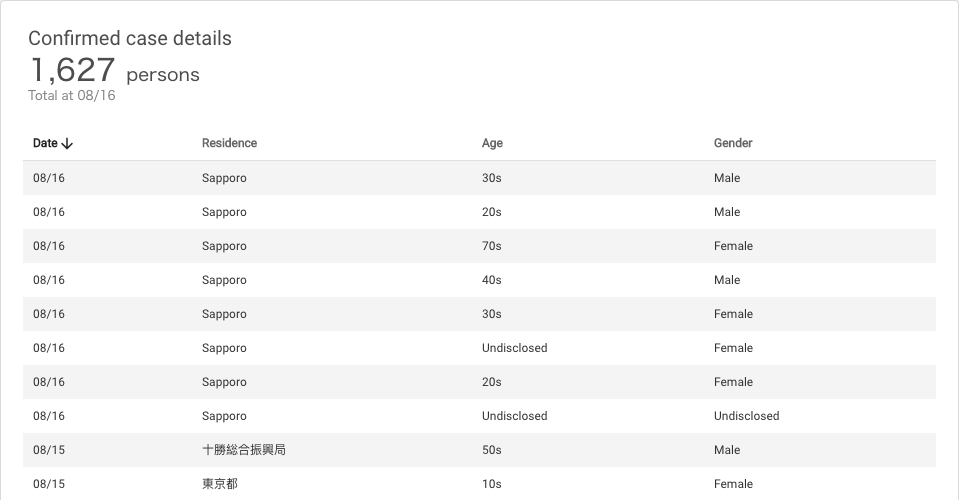 Confirmed case details
1,627 persons
Total at 08/16
Date Residence Age Gender
08/16 Sapporo 30s Male
08/16 Sapporo 20s Male
08/16 Sapporo 70s Female
08/16 Sapporo 40s Male
08/16 Sapporo 30s Female
08/16 Sapporo Undisclosed Female
08/16 Sapporo 20s Female
08/16 Sapporo Undisclosed Undisclosed
08/15 十勝総合振興局 50s Male
08/15 東京都 10s Female